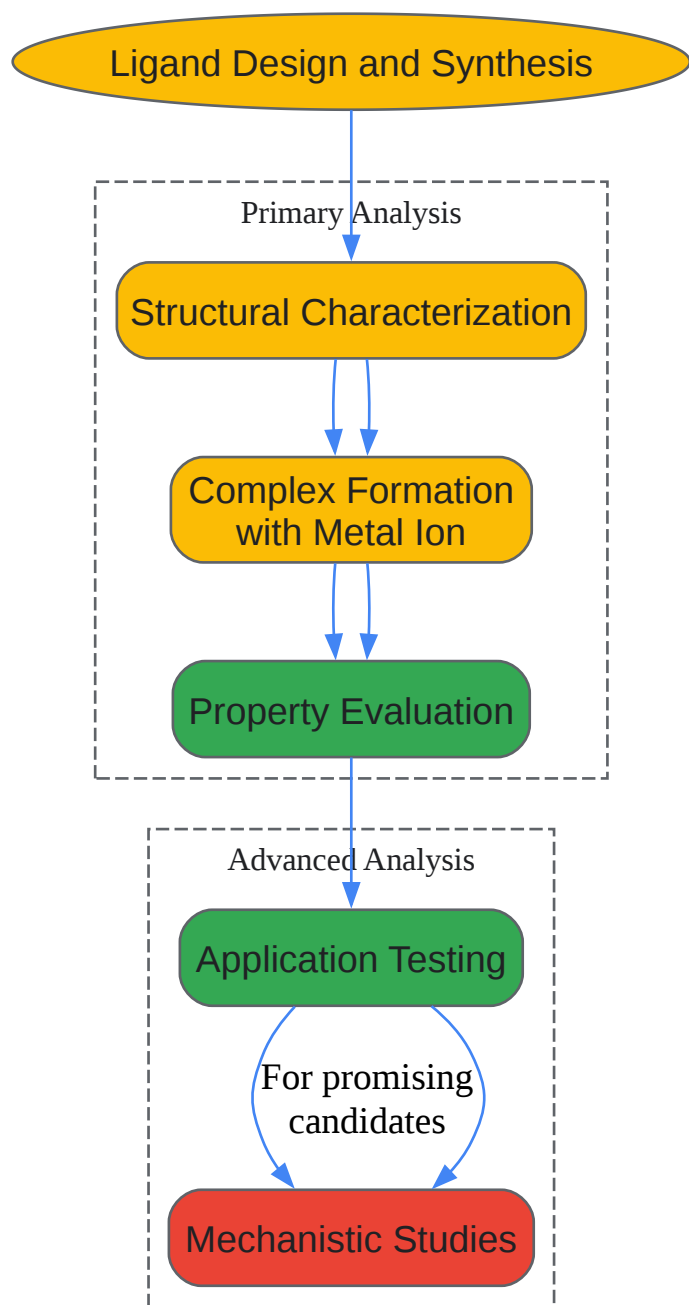 Ligand Design and Synthesis
Primary Analysis
Structural Characterization
Complex Formation
with Metal Ion
Property Evaluation
Advanced Analysis
Application Testing
For promising
candidates
Mechanistic Studies